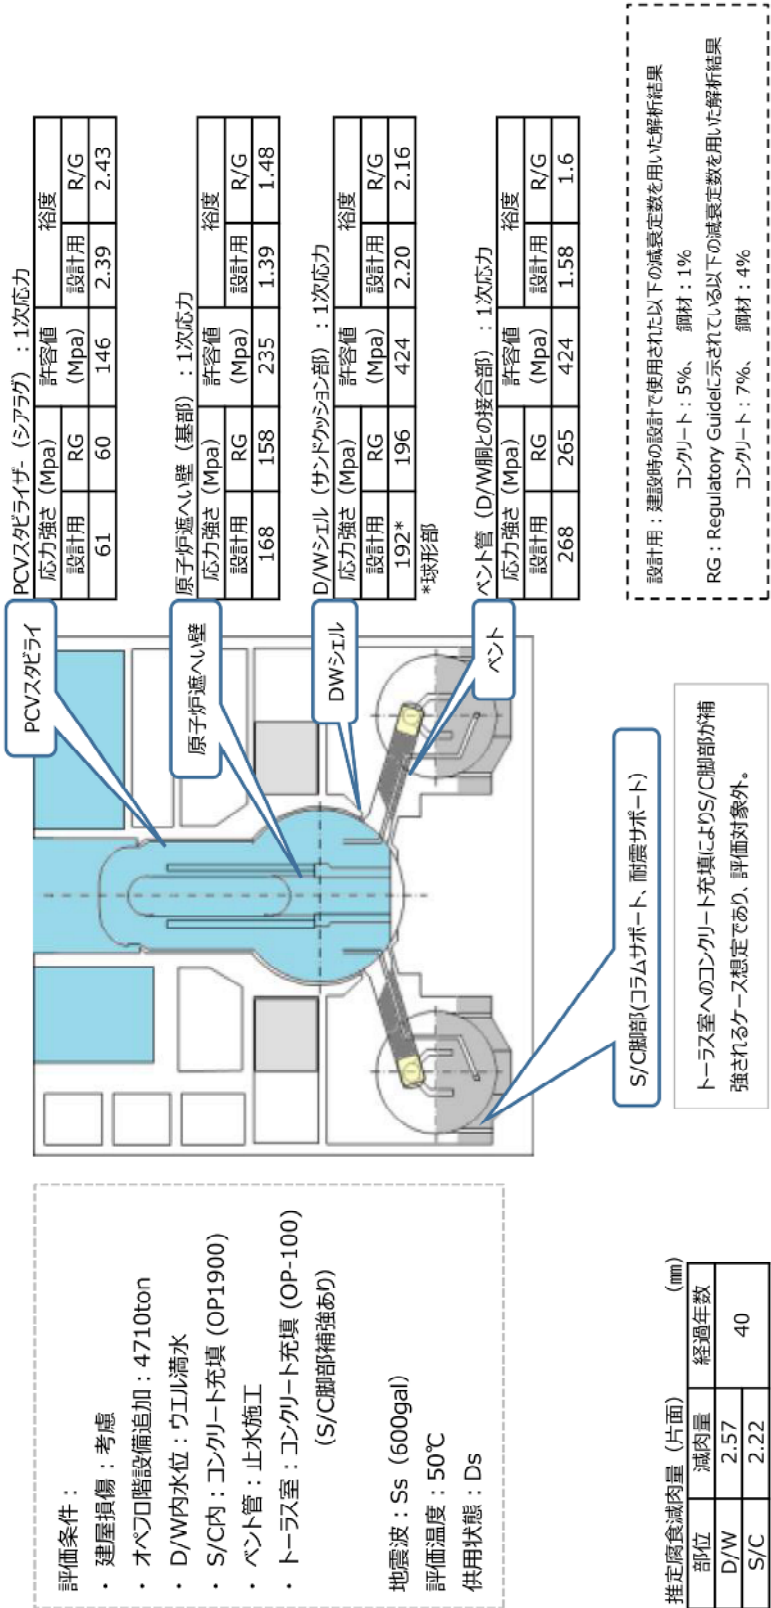 評価条件：
・ 建屋損傷：考慮
・ オペフロ階設備追加：4710ton
・ D/W内水位：ウエル満水
・ S/C内：コンクリート充填 (OP1900)
・ ベント管：止水施工
・ トーラス室：コンクリート充填 (OP-100)
(S/C脚部補強あり)
地震波：Ss（600gal）
評価温度：50℃
供用状態：Ds
推定腐食減肉量（片面） (mm)
部位 減肉量 経過年数
D/W 2.57 40
S/C 2.22
PCVスタビライ
原子炉遮へい壁
DWシェル
ベント
S/C脚部(コラムサポート、耐震サポート)
トーラス室へのコンクリート充填によりS/C脚部が補
強されるケース想定であり、評価対象外。
PCVスタビライザー（シアラグ）：1次応力
応力強さ（Mpa） 許容値 (Mpa) 裕度
設計用 RG 設計用 R/G
61 60 146 2.39 2.43
原子炉遮へい壁（基部）：1次応力
応力強さ（Mpa） 許容値 (Mpa) 裕度
設計用 RG 設計用 R/G
168 158 235 1.39 1.48
D/Wシェル（サンドクッション部）：1次応力
応力強さ（Mpa） 許容値 (Mpa) 裕度
設計用 RG 設計用 R/G
192* 196 424 2.20 2.16
*球形部
ベント管（D/W胴との接合部）：1次応力
応力強さ（Mpa） 許容値 (Mpa) 裕度
設計用 RG 設計用 R/G
268 265 424 1.58 1.6
設計用：建設時の設計で使用された以下の減衰定数を用いた解析結果
コンクリート：5%、 鋼材：1%
RG：Regulatory Guideに示されている以下の減衰定数を用いた解析結果
コンクリート：7%、 鋼材：4%